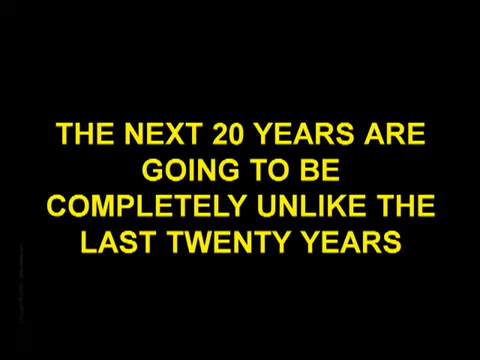 THE NEXT 20 YEARS ARE
GOING TO BE
COMPLETELY UNLIKE THE
LAST TWENTY YEARS